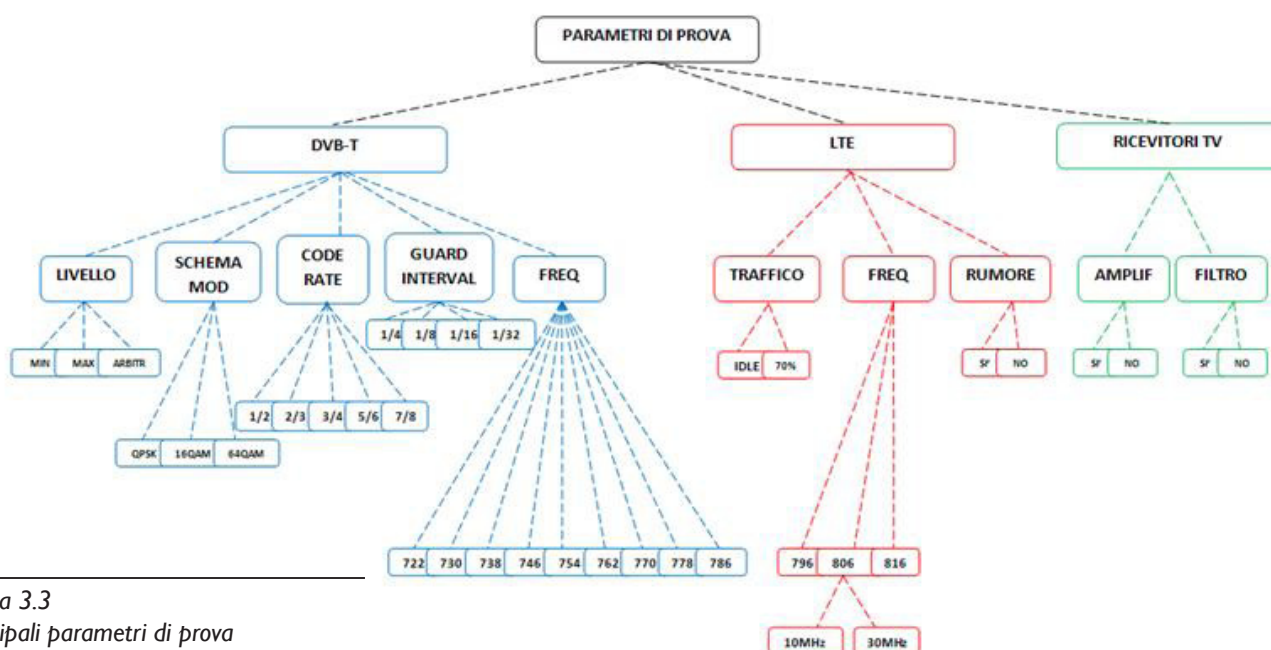 PARAMETRI DI PROVA
DVB-T
LTE
RICEVITORI TV
LIVELLO
SCHEMA
MOD
CODE
RATE
GUARD
INTERVAL
FREQ
TRAFFICO
FREQ
RUMORE
AMPLIF
FILTRO
MIN MAX ARBITR
QPSK 16QAM 64QAM
1/2 2/3 3/4 5/6 7/8
1/4 1/8 1/16 1/32
722 730 738 746 754 762 770 778 786
IDLE 70%
796 806 816
10MHz 30MHz
SI' NO
SI' NO
SI' NO
a 3.3
ipali parametri di prova